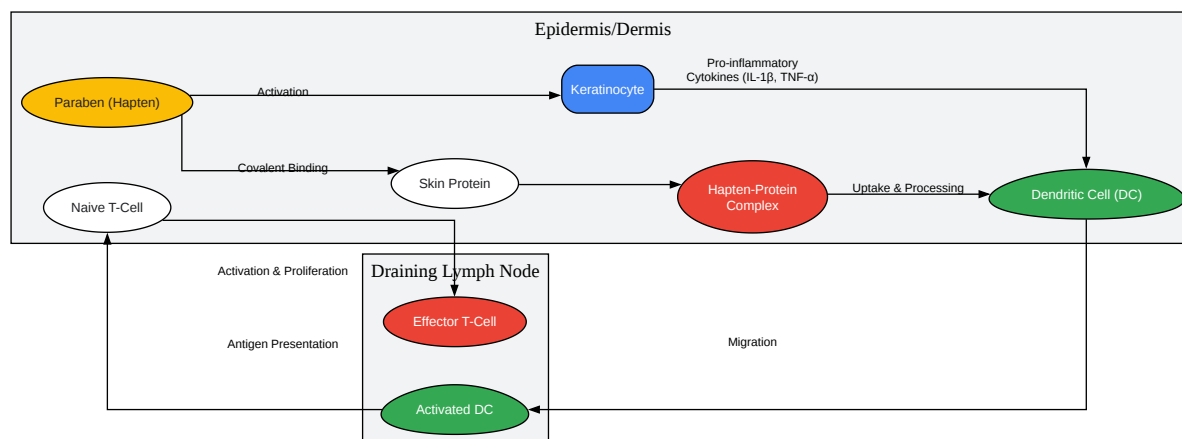 Epidermis/Dermis
Pro-inflammatory
Cytokines (IL-1β, TNF-α)
Paraben (Hapten)
Activation
Keratinocyte
Covalent Binding
Skin Protein
Hapten-Protein
Complex
Uptake & Processing
Dendritic Cell (DC)
Naive T-Cell
Activation & Proliferation
Draining Lymph Node
Effector T-Cell
Antigen Presentation
Migration
Activated DC